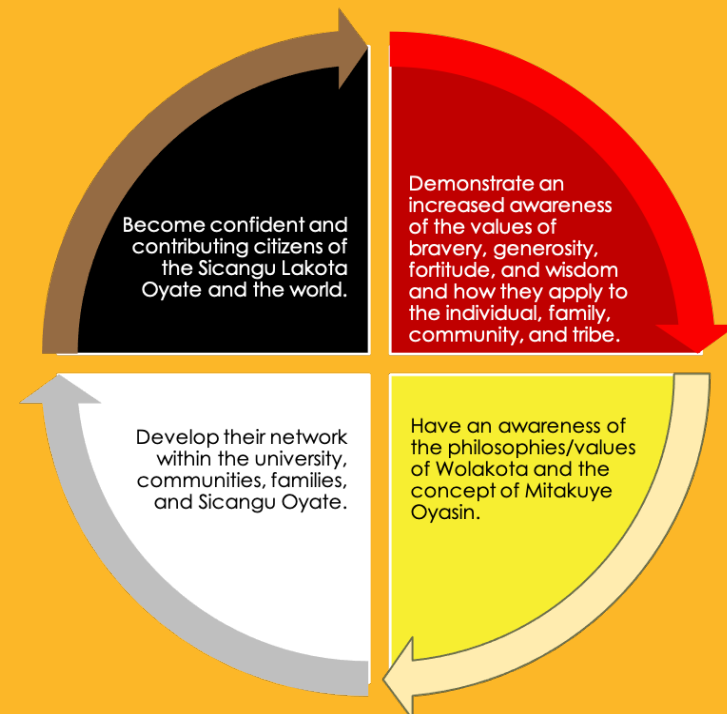 Become confident and
contributing citizens of
the Sicangu Lakota
Oyate and the world.
Demonstrate an
increased awareness
of the values of
bravery, generosity,
fortitude, and wisdom
and how they apply to
the individual, family,
community, and tribe.
Develop their network
within the university,
communities, families,
and Sicangu Oyate.
Have an awareness of
the philosophies/values
of Wolakota and the
concept of Mitakuye
Oyasin.